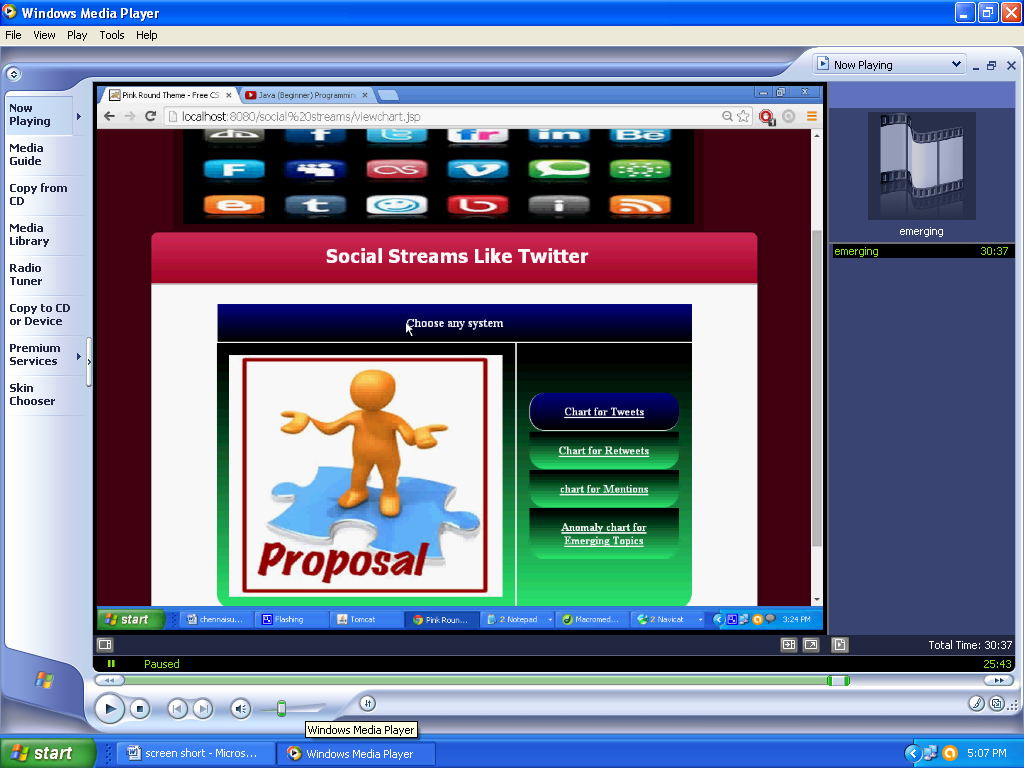 Windows Media Player
File View Play Tools Help
Now Playing
Now
Playing
Media
Guide
Copy from
CD
Media
Library
Radio
Tuner
Copy to CD
or Device
Premium
Services
Skin
Chooser
Pink Round Theme - Free CS
Java (Beginner) Programmin
localhost:8080/social%20streams/viewchart.jsp
Social Streams Like Twitter
Choose any system
Proposal
Chart for Tweets
Chart for Retweets
chart for Mentions
Anomaly chart for
Emerging Topics
start chennaisu... Flashing Tomcat Pink Roun... 2 Notepad Macromed... 2 Navicat 3:24 PM
emerging
emerging 30:37
Total Time: 30:37
Paused 25:43
Windows Media Player
start screen short - Micros... Windows Media Player 5:07 PM